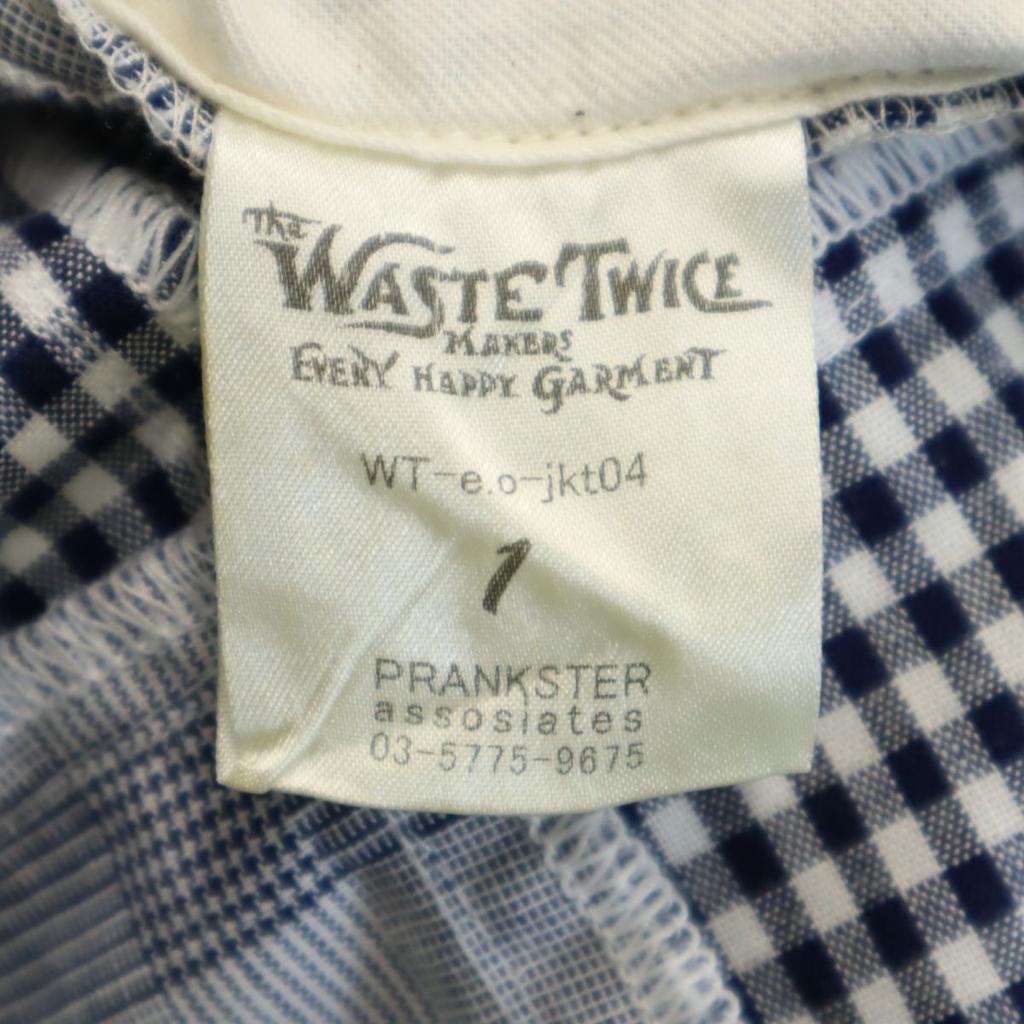 The
WASTE TWICE
MAKERS
EVERY HAPPY GARMENT
WT-e.o-jkt04
1
PRANKSTER
assosiates
03-5775-9675